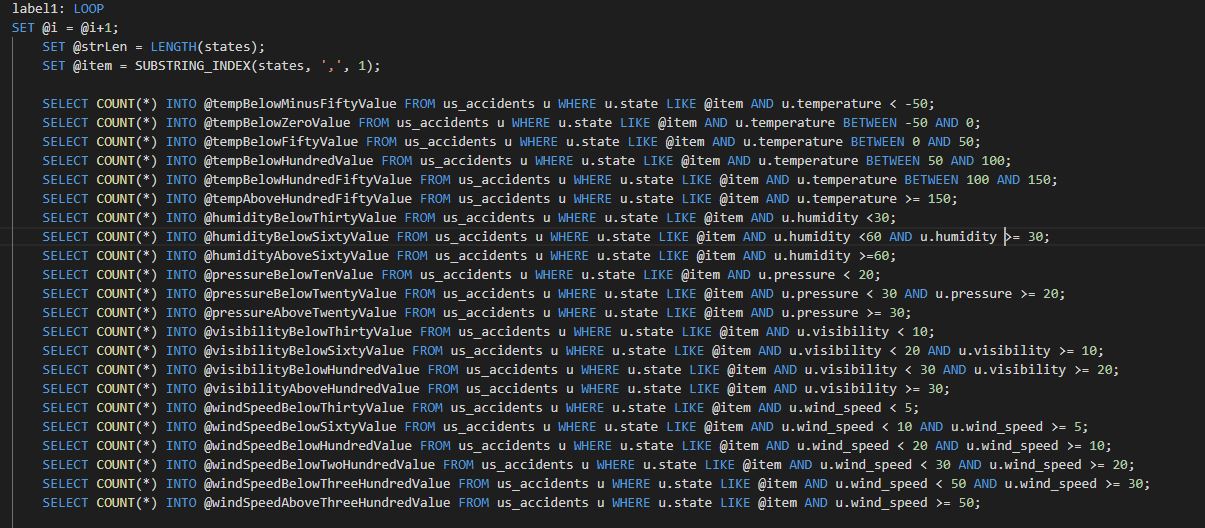 label1: LOOP
SET @i = @i+1;
SET @strLen = LENGTH(states);
SET @item = SUBSTRING_INDEX(states, ',', 1);
SELECT COUNT(*) INTO @tempBelowMinusFiftyValue FROM us_accidents u WHERE u.state LIKE @item AND u.temperature < -50;
SELECT COUNT(*) INTO @tempBelowZeroValue FROM us_accidents u WHERE u.state LIKE @item AND u.temperature BETWEEN -50 AND 0;
SELECT COUNT(*) INTO @tempBelowFiftyValue FROM us_accidents u WHERE u.state LIKE @item AND u.temperature BETWEEN 0 AND 50;
SELECT COUNT(*) INTO @tempBelowHundredValue FROM us_accidents u WHERE u.state LIKE @item AND u.temperature BETWEEN 50 AND 100;
SELECT COUNT(*) INTO @tempBelowHundredFiftyValue FROM us_accidents u WHERE u.state LIKE @item AND u.temperature BETWEEN 100 AND 150;
SELECT COUNT(*) INTO @tempAboveHundredFiftyValue FROM us_accidents u WHERE u.state LIKE @item AND u.temperature >= 150;
SELECT COUNT(*) INTO @humidityBelowThirtyValue FROM us_accidents u WHERE u.state LIKE @item AND u.humidity <30;
SELECT COUNT(*) INTO @humidityBelowSixtyValue FROM us_accidents u WHERE u.state LIKE @item AND u.humidity <60 AND u.humidity >= 30;
SELECT COUNT(*) INTO @humidityAboveSixtyValue FROM us_accidents u WHERE u.state LIKE @item AND u.humidity >=60;
SELECT COUNT(*) INTO @pressureBelowTenValue FROM us_accidents u WHERE u.state LIKE @item AND u.pressure < 20;
SELECT COUNT(*) INTO @pressureBelowTwentyValue FROM us_accidents u WHERE u.state LIKE @item AND u.pressure < 30 AND u.pressure >= 20;
SELECT COUNT(*) INTO @pressureAboveTwentyValue FROM us_accidents u WHERE u.state LIKE @item AND u.pressure >= 30;
SELECT COUNT(*) INTO @visibilityBelowThirtyValue FROM us_accidents u WHERE u.state LIKE @item AND u.visibility < 10;
SELECT COUNT(*) INTO @visibilityBelowSixtyValue FROM us_accidents u WHERE u.state LIKE @item AND u.visibility < 20 AND u.visibility >= 10;
SELECT COUNT(*) INTO @visibilityBelowHundredValue FROM us_accidents u WHERE u.state LIKE @item AND u.visibility < 30 AND u.visibility >= 20;
SELECT COUNT(*) INTO @visibilityAboveHundredValue FROM us_accidents u WHERE u.state LIKE @item AND u.visibility >= 30;
SELECT COUNT(*) INTO @windSpeedBelowThirtyValue FROM us_accidents u WHERE u.state LIKE @item AND u.wind_speed < 5;
SELECT COUNT(*) INTO @windSpeedBelowSixtyValue FROM us_accidents u WHERE u.state LIKE @item AND u.wind_speed < 10 AND u.wind_speed >= 5;
SELECT COUNT(*) INTO @windSpeedBelowHundredValue FROM us_accidents u WHERE u.state LIKE @item AND u.wind_speed < 20 AND u.wind_speed >= 10;
SELECT COUNT(*) INTO @windSpeedBelowTwoHundredValue FROM us_accidents u WHERE u.state LIKE @item AND u.wind_speed < 30 AND u.wind_speed >= 20;
SELECT COUNT(*) INTO @windSpeedBelowThreeHundredValue FROM us_accidents u WHERE u.state LIKE @item AND u.wind_speed < 50 AND u.wind_speed >= 30;
SELECT COUNT(*) INTO @windSpeedAboveThreeHundredValue FROM us_accidents u WHERE u.state LIKE @item AND u.wind_speed >= 50;